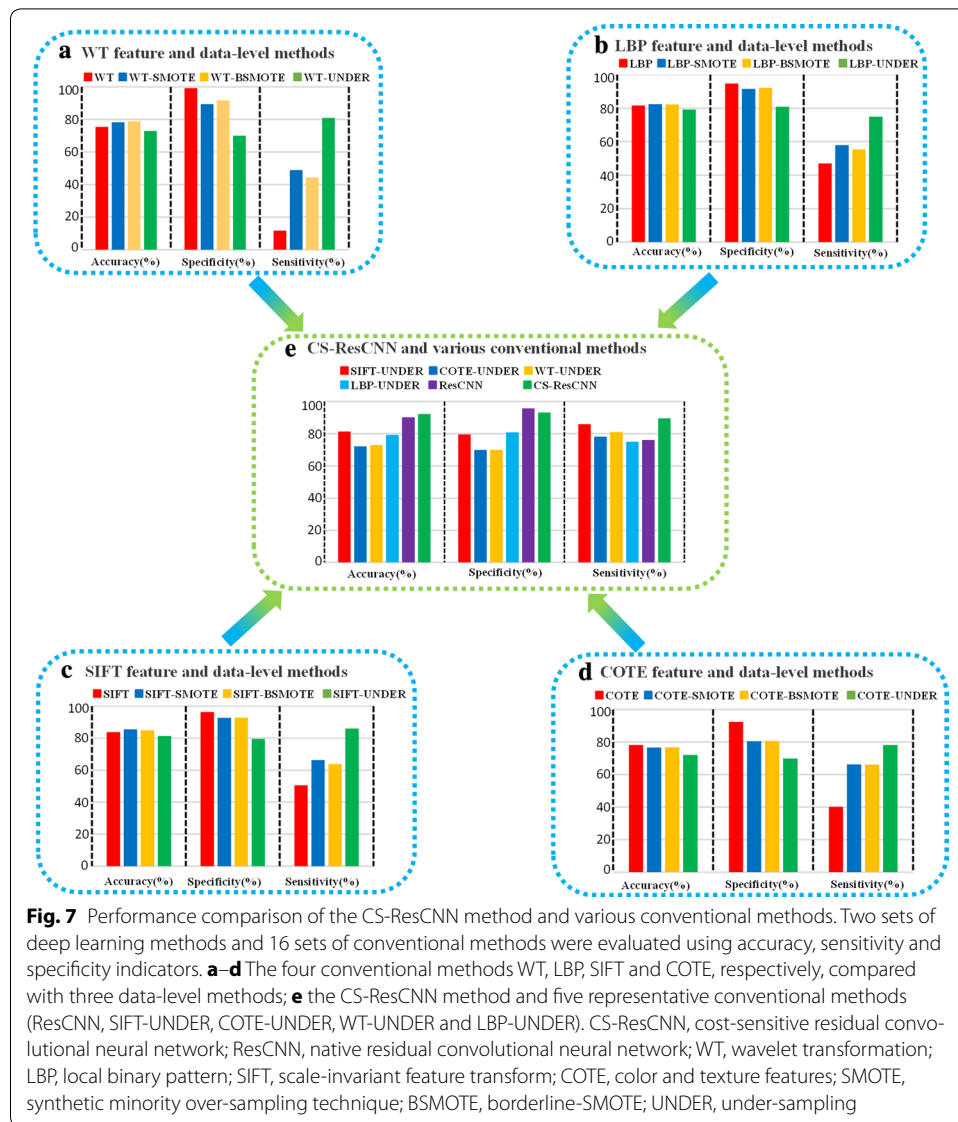 a WT feature and data-level methods
WT WT-SMOTE WT-BSMOTE WT-UNDER
100
80
60
40
20
0
Accuracy(%) Specificity(%) Sensitivity(%)
b LBP feature and data-level methods
LBP LBP-SMOTE LBP-BSMOTE LBP-UNDER
100
80
60
40
20
0
Accuracy(%) Specificity(%) Sensitivity(%)
e CS-ResCNN and various conventional methods
SIFT-UNDER COTE-UNDER WT-UNDER
LBP-UNDER ResCNN CS-ResCNN
100
80
60
40
20
0
Accuracy(%) Specificity(%) Sensitivity(%)
c SIFT feature and data-level methods
SIFT SIFT-SMOTE SIFT-BSMOTE SIFT-UNDER
100
80
60
40
20
0
Accuracy(%) Specificity(%) Sensitivity(%)
d COTE feature and data-level methods
COTE COTE-SMOTE COTE-BSMOTE COTE-UNDER
100
80
60
40
20
0
Accuracy(%) Specificity(%) Sensitivity(%)
Fig. 7 Performance comparison of the CS-ResCNN method and various conventional methods. Two sets of
deep learning methods and 16 sets of conventional methods were evaluated using accuracy, sensitivity and
specificity indicators. a–d The four conventional methods WT, LBP, SIFT and COTE, respectively, compared
with three data-level methods; e the CS-ResCNN method and five representative conventional methods
(ResCNN, SIFT-UNDER, COTE-UNDER, WT-UNDER and LBP-UNDER). CS-ResCNN, cost-sensitive residual convo-
lutional neural network; ResCNN, native residual convolutional neural network; WT, wavelet transformation;
LBP, local binary pattern; SIFT, scale-invariant feature transform; COTE, color and texture features; SMOTE,
synthetic minority over-sampling technique; BSMOTE, borderline-SMOTE; UNDER, under-sampling